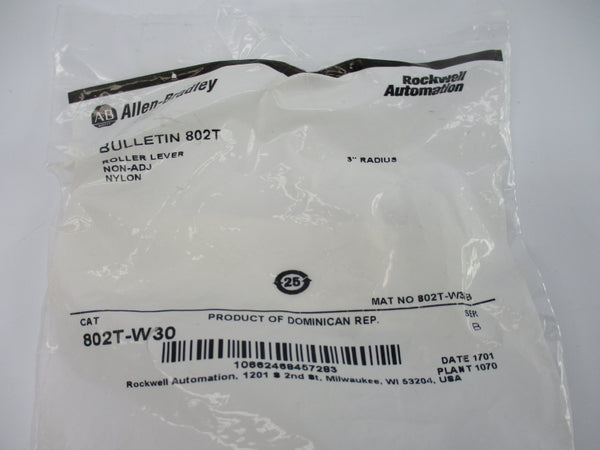 AB Allen-Bradley
Rockwell
Automation
BULLETIN 802T
ROLLER LEVER
NON-ADJ
NYLON
3" RADIUS
25
MAT NO
CAT
802T-W30
PRODUCT OF DOMINICAN REP.
SER
B
10662468457283
DATE 1701
PLANT 1070
Rockwell Automation, 1201 S 2nd St, Milwaukee, WI 53204, USA